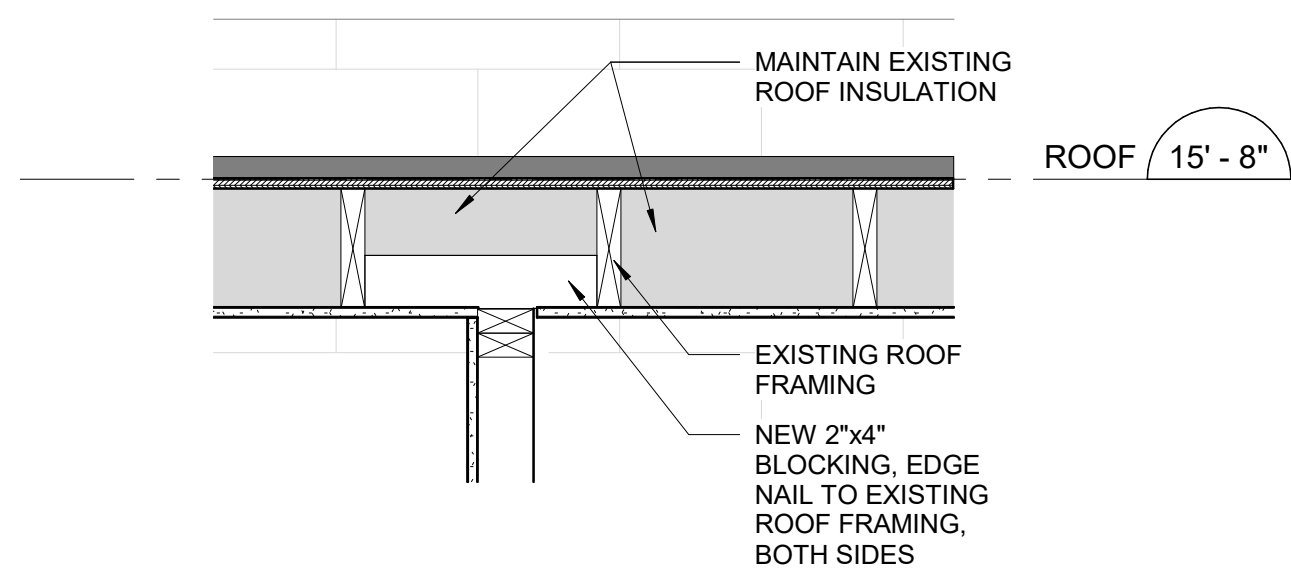 MAINTAIN EXISTING
ROOF INSULATION
ROOF 15' - 8"
EXISTING ROOF
FRAMING
NEW 2"x4"
BLOCKING, EDGE
NAIL TO EXISTING
ROOF FRAMING,
BOTH SIDES